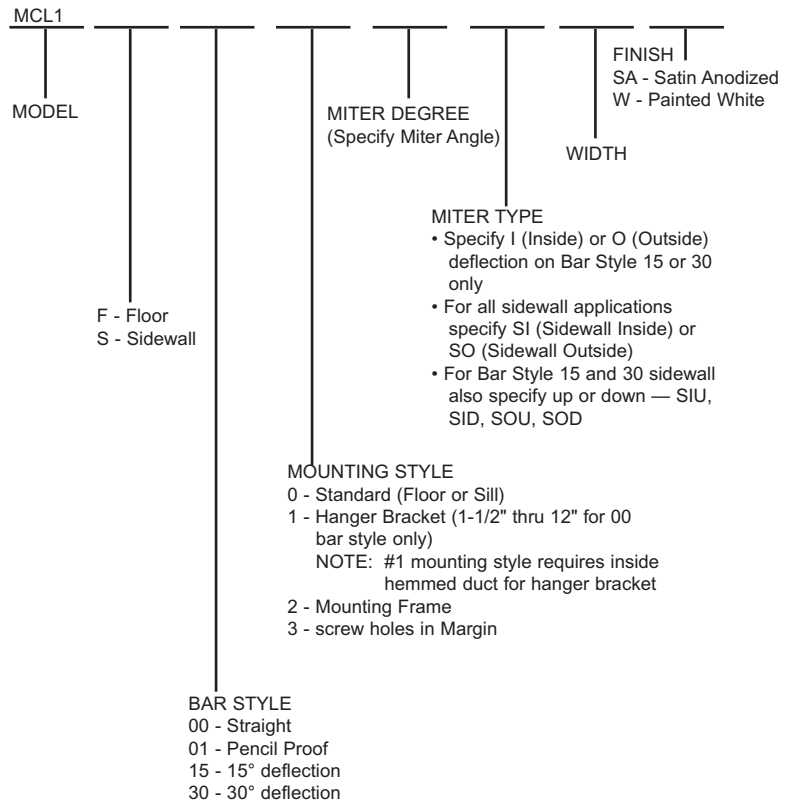 MCL1
MODEL
F - Floor
S - Sidewall
BAR STYLE
00 - Straight
01 - Pencil Proof
15 - 15° deflection
30 - 30° deflection
MOUNTING STYLE
0 - Standard (Floor or Sill)
1 - Hanger Bracket (1-1/2" thru 12" for 00
bar style only)
NOTE: #1 mounting style requires inside
hemmed duct for hanger bracket
2 - Mounting Frame
3 - screw holes in Margin
MITER DEGREE
(Specify Miter Angle)
MITER TYPE
• Specify I (Inside) or O (Outside)
deflection on Bar Style 15 or 30
only
• For all sidewall applications
specify SI (Sidewall Inside) or
SO (Sidewall Outside)
• For Bar Style 15 and 30 sidewall
also specify up or down — SIU,
SID, SOU, SOD
WIDTH
FINISH
SA - Satin Anodized
W - Painted White